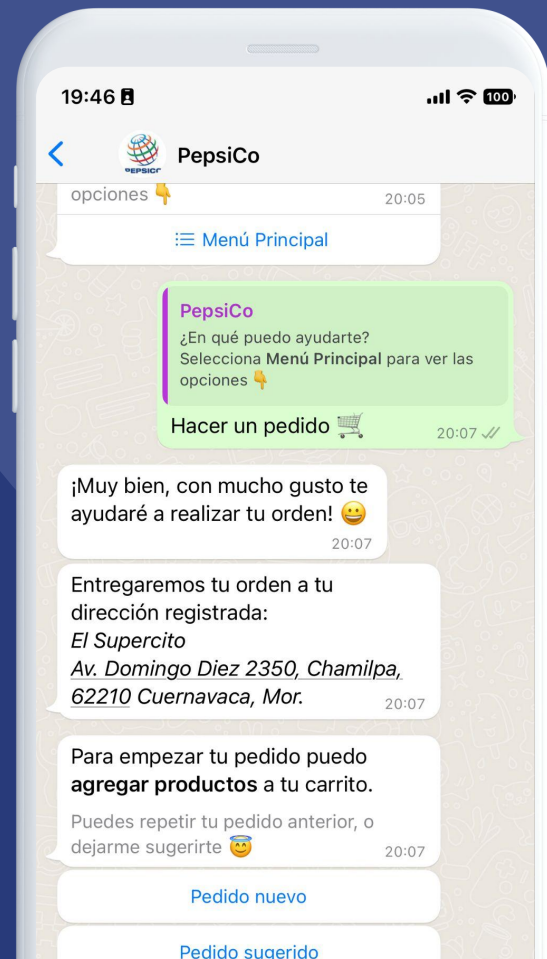 19:46
100
PEPSICO
PepsiCo
opciones 👇
20:05
Menú Principal
PepsiCo
¿En qué puedo ayudarte?
Selecciona Menú Principal para ver las
opciones 👇
Hacer un pedido 🛒
20:07
¡Muy bien, con mucho gusto te
ayudaré a realizar tu orden! 😀
20:07
Entregaremos tu orden a tu
dirección registrada:
El Supercito
Av. Domingo Diez 2350, Chamilpa,
62210 Cuernavaca, Mor.
20:07
Para empezar tu pedido puedo
agregar productos a tu carrito.
Puedes repetir tu pedido anterior, o
dejarme sugerirte 😇
20:07
Pedido nuevo
Pedido sugerido